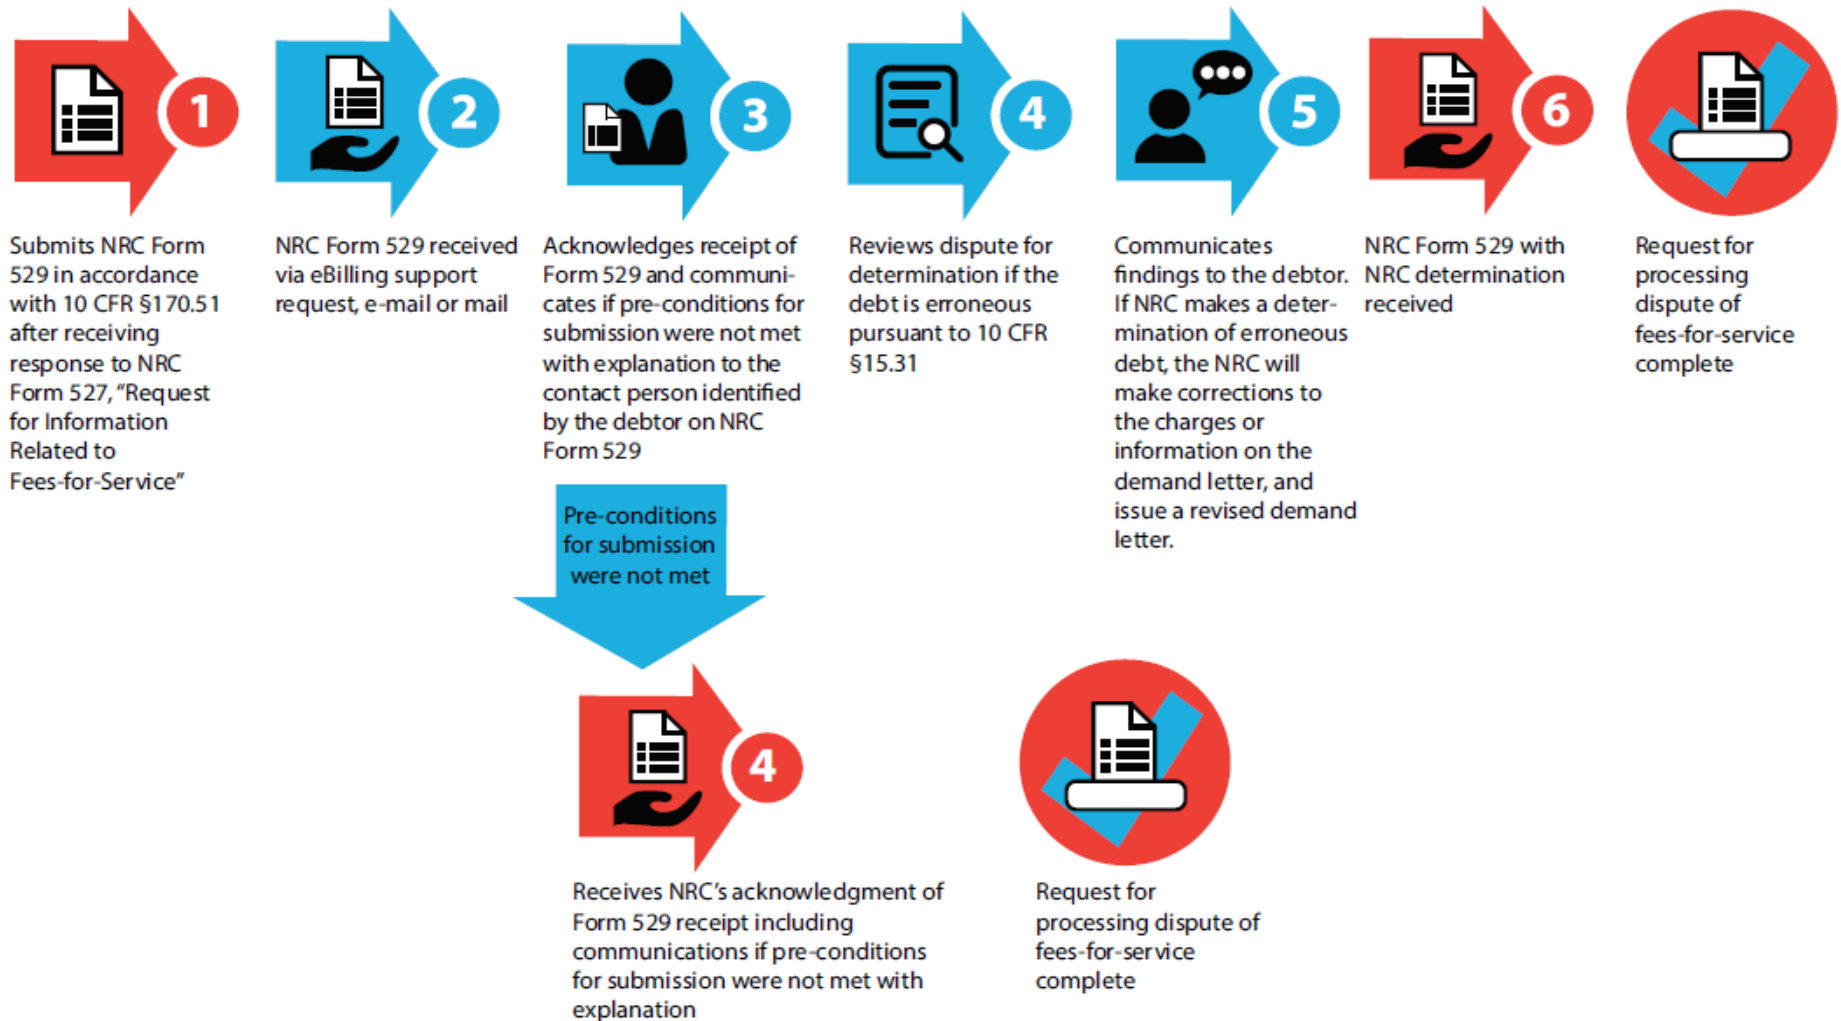 1
Submits NRC Form
529 in accordance
with 10 CFR §170.51
after receiving
response to NRC
Form 527, “Request
for Information
Related to
Fees-for-Service”
2
NRC Form 529 received
via eBilling support
request, e-mail or mail
3
Acknowledges receipt of
Form 529 and communi-
cates if pre-conditions for
submission were not met
with explanation to the
contact person identified
by the debtor on NRC
Form 529
4
Reviews dispute for
determination if the
debt is erroneous
pursuant to 10 CFR
§15.31
5
Communicates
findings to the debtor.
If NRC makes a deter-
mination of erroneous
debt, the NRC will
make corrections to
the charges or
information on the
demand letter, and
issue a revised demand
letter.
6
NRC Form 529 with
NRC determination
received
Request for
processing
dispute of
fees-for-service
complete
Pre-conditions
for submission
were not met
4
Receives NRC’s acknowledgment of
Form 529 receipt including
communications if pre-conditions
for submission were not met with
explanation
Request for
processing dispute of
fees-for-service
complete